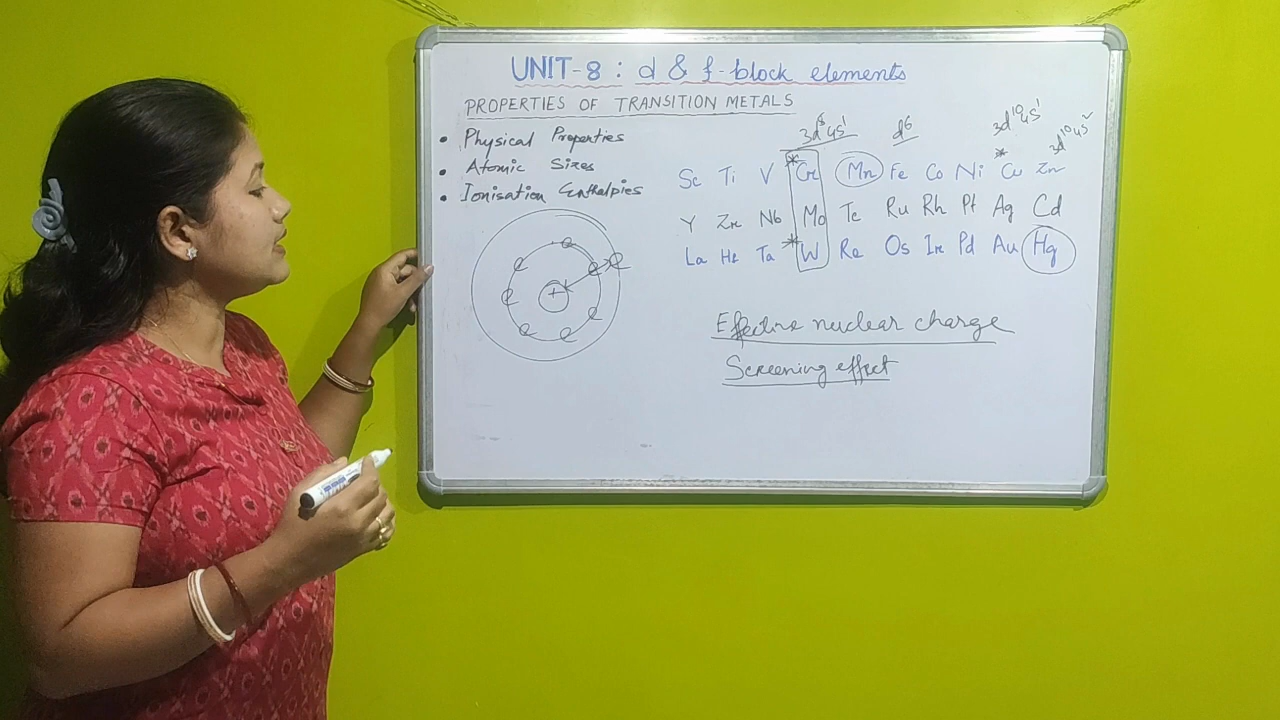 UNIT-8 : d & f-block elements
PROPERTIES OF TRANSITION METALS
• Physical Properties
• Atomic Sizes
• Ionisation Enthalpies
3d⁵4s¹ d⁶ 3d¹⁰4s¹ 3d¹⁰4s²
Sc Ti V *Cr Mn Fe Co Ni *Cu Zn
Y Zr Nb Mo Tc Ru Rh Pt Ag Cd
La Hf Ta *W Re Os Ir Pd Au Hg
e e e e e e e e
+
Effective nuclear charge
Screening effect